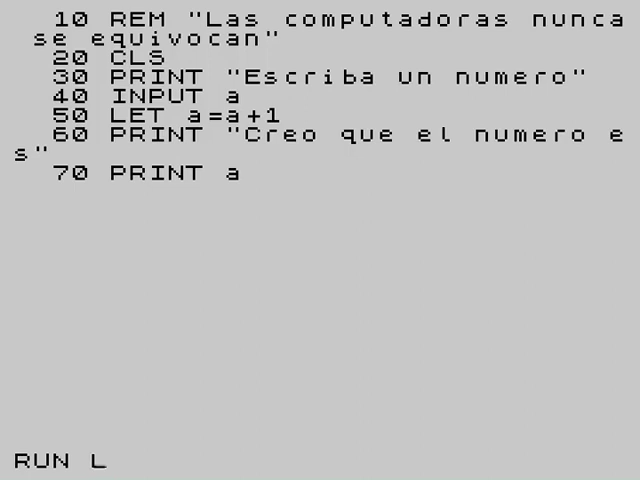 10 REM "Las computadoras nunca
se equivocan"
20 CLS
30 PRINT "Escriba un numero"
40 INPUT a
50 LET a=a+1
60 PRINT "Creo que el numero e
s"
70 PRINT a
RUN L